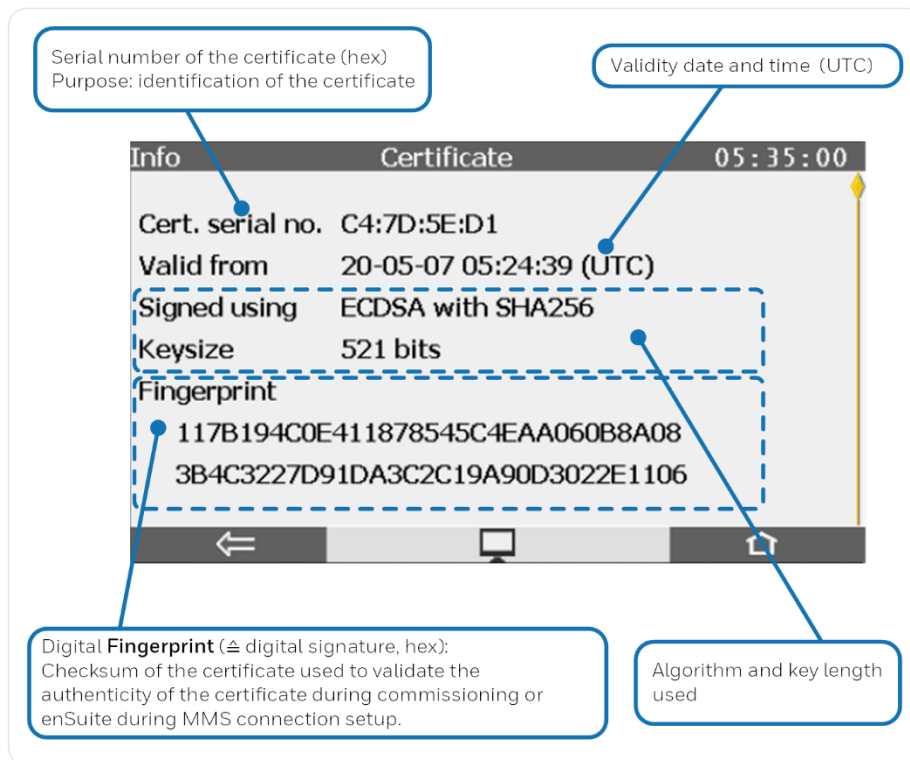 Serial number of the certificate (hex)
Purpose: identification of the certificate
Validity date and time (UTC)
Info Certificate 05:35:00
Cert. serial no. C4:7D:5E:D1
Valid from 20-05-07 05:24:39 (UTC)
Signed using ECDSA with SHA256
Keysize 521 bits
Fingerprint
117B194C0E411878545C4EAA060B8A08
3B4C3227D91DA3C2C19A90D3022E1106
Digital Fingerprint (≙ digital signature, hex):
Checksum of the certificate used to validate the
authenticity of the certificate during commissioning or
enSuite during MMS connection setup.
Algorithm and key length
used